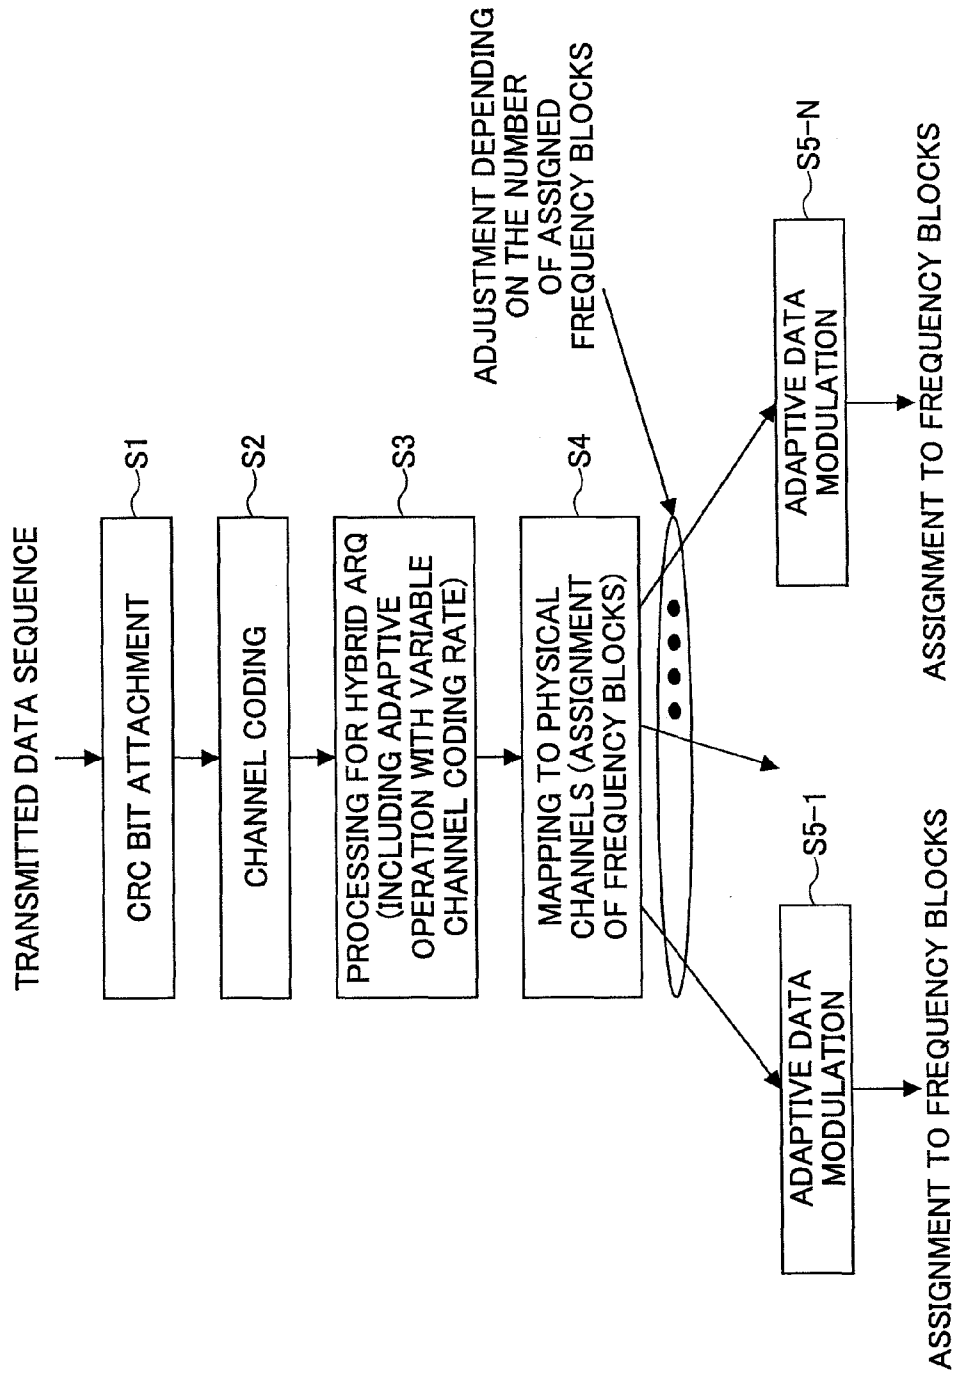 TRANSMITTED DATA SEQUENCE
CRC BIT ATTACHMENT
S1
CHANNEL CODING
S2
PROCESSING FOR HYBRID ARQ
(INCLUDING ADAPTIVE
OPERATION WITH VARIABLE
CHANNEL CODING RATE)
S3
MAPPING TO PHYSICAL
CHANNELS (ASSIGNMENT
OF FREQUENCY BLOCKS)
S4
ADJUSTMENT DEPENDING
ON THE NUMBER
OF ASSIGNED
FREQUENCY BLOCKS
ADAPTIVE DATA
MODULATION
S5-1
ADAPTIVE DATA
MODULATION
S5-N
ASSIGNMENT TO FREQUENCY BLOCKS
ASSIGNMENT TO FREQUENCY BLOCKS